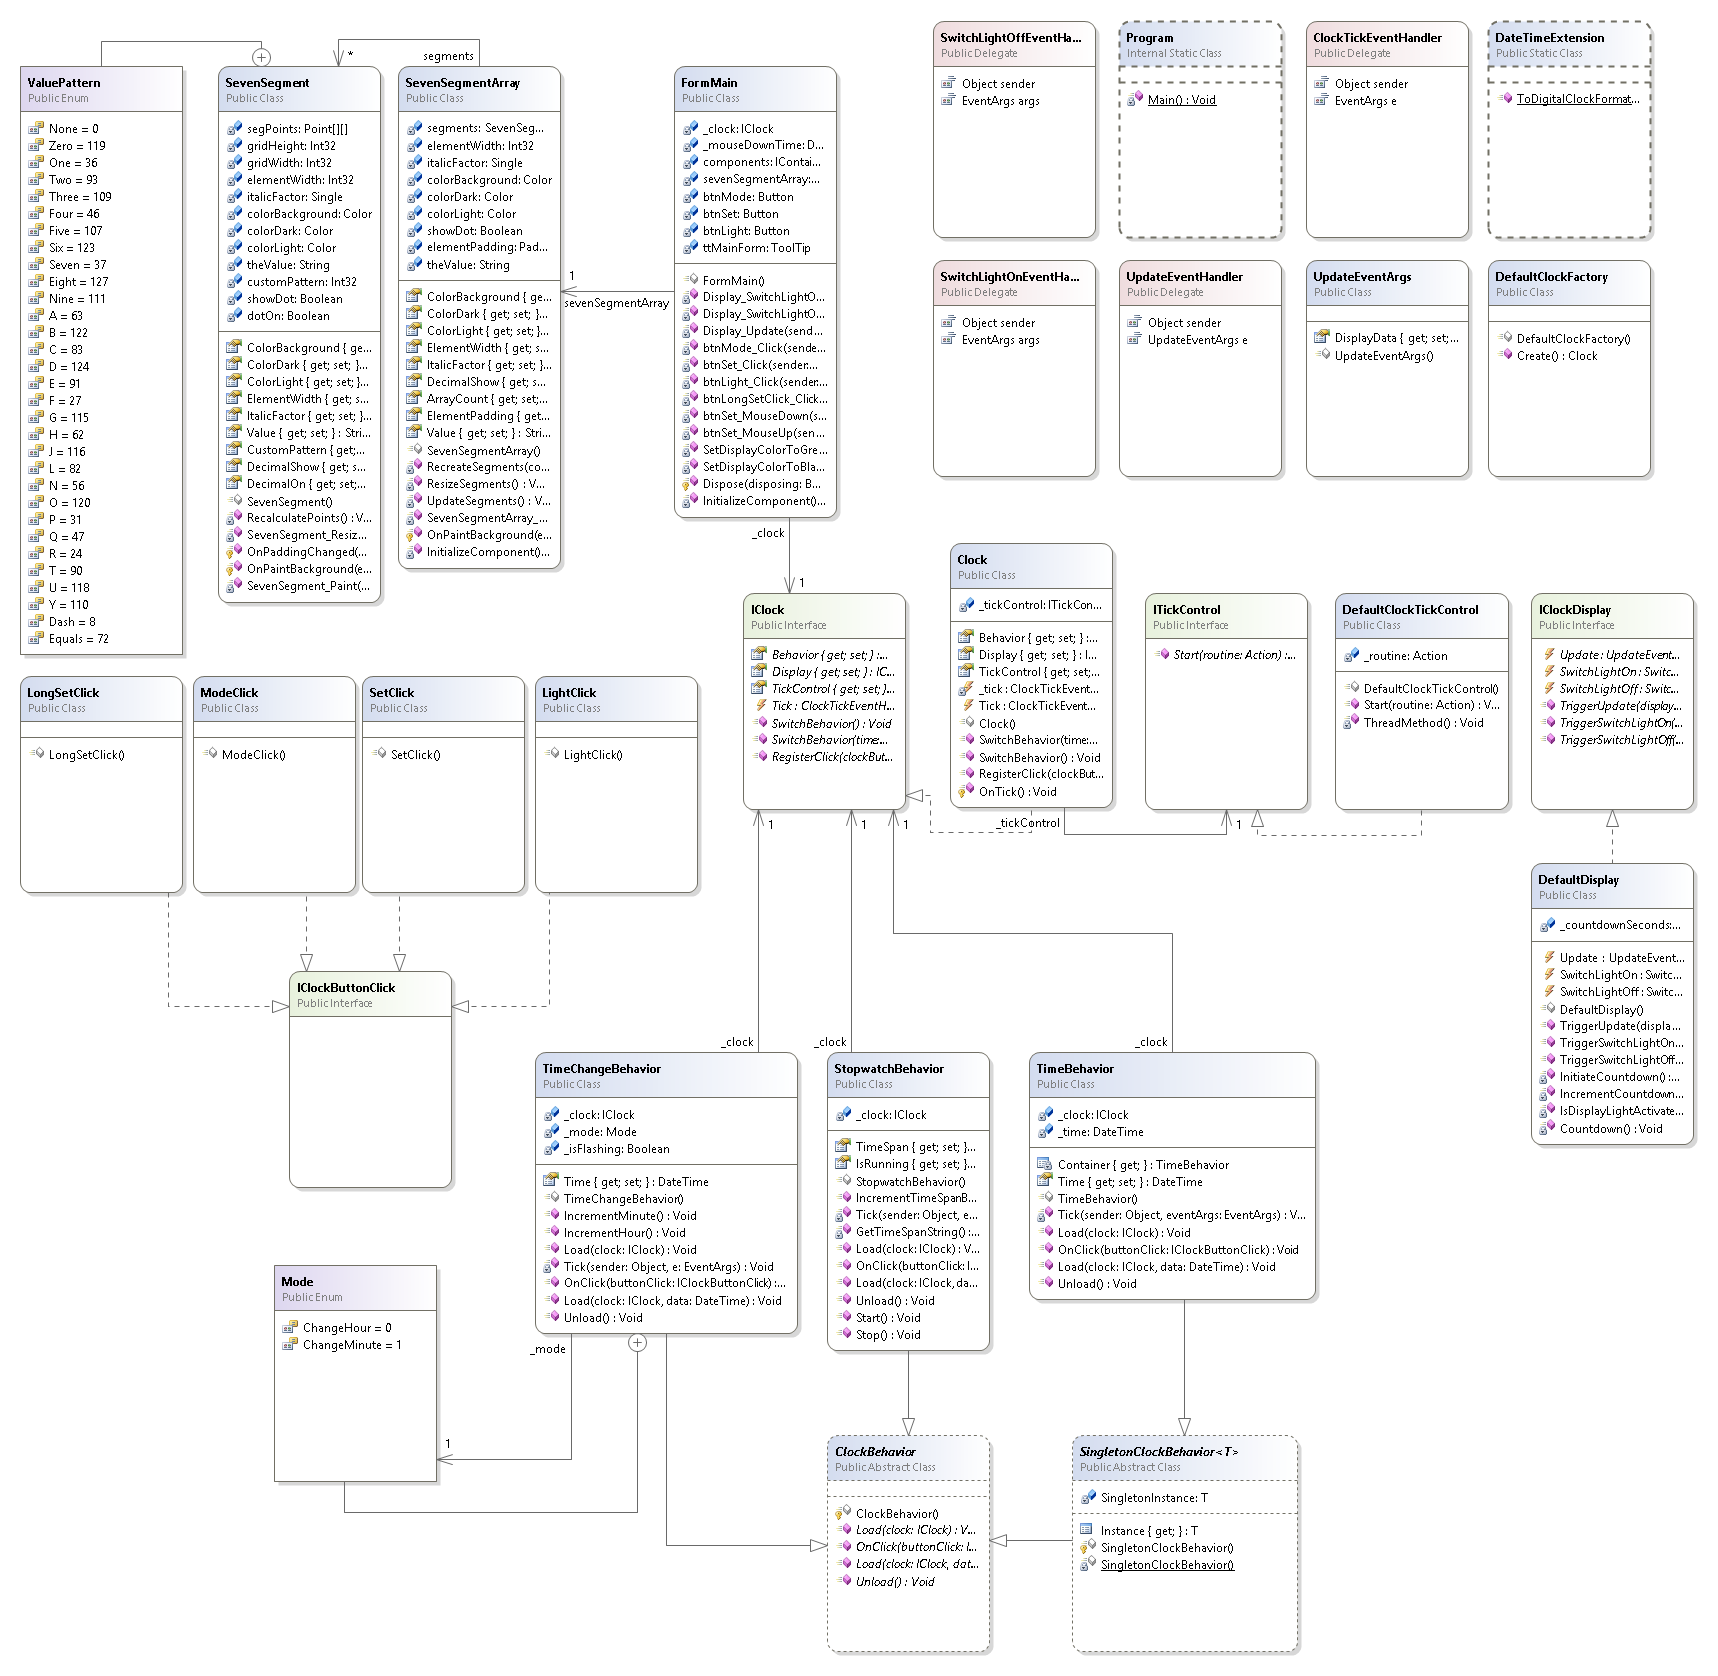 segments
*
ValuePattern
Public Enum
None = 0
Zero = 119
One = 36
Two = 93
Three = 109
Four = 46
Five = 107
Six = 123
Seven = 37
Eight = 127
Nine = 111
A = 63
B = 122
C = 83
D = 124
E = 91
F = 27
G = 115
H = 62
J = 116
L = 82
N = 56
O = 120
P = 31
Q = 47
R = 24
T = 90
U = 118
Y = 110
Dash = 8
Equals = 72
SevenSegment
Public Class
segPoints: Point[][]
gridHeight: Int32
gridWidth: Int32
elementWidth: Int32
italicFactor: Single
colorBackground: Color
colorDark: Color
colorLight: Color
theValue: String
customPattern: Int32
showDot: Boolean
dotOn: Boolean
ColorBackground { ge...
ColorDark { get; set; }...
ColorLight { get; set; }...
ElementWidth { get; s...
ItalicFactor { get; set; }...
Value { get; set; } : Stri...
CustomPattern { get;...
DecimalShow { get; s...
DecimalOn { get; set;...
SevenSegment()
RecalculatePoints() : V...
SevenSegment_Resiz...
OnPaddingChanged(...
OnPaintBackground(e...
SevenSegment_Paint(...
SevenSegmentArray
Public Class
segments: SevenSeg...
elementWidth: Int32
italicFactor: Single
colorBackground: Color
colorDark: Color
colorLight: Color
showDot: Boolean
elementPadding: Pad...
theValue: String
ColorBackground { ge...
ColorDark { get; set; }...
ColorLight { get; set; }...
ElementWidth { get; s...
ItalicFactor { get; set; }...
DecimalShow { get; s...
ArrayCount { get; set;...
ElementPadding { get...
Value { get; set; } : Stri...
SevenSegmentArray()
RecreateSegments(co...
ResizeSegments() : V...
UpdateSegments() : V...
SevenSegmentArray_...
OnPaintBackground(e...
InitializeComponent()...
1
sevenSegmentArray
FormMain
Public Class
_clock: IClock
_mouseDownTime: D...
components: IContai...
sevenSegmentArray:...
btnMode: Button
btnSet: Button
btnLight: Button
ttMainForm: ToolTip
FormMain()
Display_SwitchLightO...
Display_SwitchLightO...
Display_Update(send...
btnMode_Click(sende...
btnSet_Click(sender:...
btnLight_Click(sender:...
btnLongSetClick_Click...
btnSet_MouseDown(s...
btnSet_MouseUp(sen...
SetDisplayColorToGre...
SetDisplayColorToBla...
Dispose(disposing: B...
InitializeComponent()...
_clock
1
SwitchLightOffEventHa...
Public Delegate
Object sender
EventArgs args
Program
Internal Static Class
Main() : Void
ClockTickEventHandler
Public Delegate
Object sender
EventArgs e
DateTimeExtension
Public Static Class
ToDigitalClockFormat...
SwitchLightOnEventHa...
Public Delegate
Object sender
EventArgs args
UpdateEventHandler
Public Delegate
Object sender
UpdateEventArgs e
UpdateEventArgs
Public Class
DisplayData { get; set;...
UpdateEventArgs()
DefaultClockFactory
Public Class
DefaultClockFactory()
Create() : Clock
IClock
Public Interface
Behavior { get; set; } :...
Display { get; set; } : IC...
TickControl { get; set; }...
Tick : ClockTickEventH...
SwitchBehavior() : Void
SwitchBehavior(time:...
RegisterClick(clockBut...
Clock
Public Class
_tickControl: ITickCon...
Behavior { get; set; } :...
Display { get; set; } : I...
TickControl { get; set;...
_tick : ClockTickEvent...
Tick : ClockTickEvent...
Clock()
SwitchBehavior(time:...
SwitchBehavior() : Void
RegisterClick(clockBut...
OnTick() : Void
_tickControl
1
ITickControl
Public Interface
Start(routine: Action) :...
DefaultClockTickControl
Public Class
_routine: Action
DefaultClockTickControl()
Start(routine: Action) : V...
ThreadMethod() : Void
IClockDisplay
Public Interface
Update : UpdateEvent...
SwitchLightOn : Switc...
SwitchLightOff : Switc...
TriggerUpdate(display...
TriggerSwitchLightOn(...
TriggerSwitchLightOff(...
LongSetClick
Public Class
LongSetClick()
ModeClick
Public Class
ModeClick()
SetClick
Public Class
SetClick()
LightClick
Public Class
LightClick()
1
1
1
DefaultDisplay
Public Class
_countdownSeconds:...
Update : UpdateEvent...
SwitchLightOn : Switc...
SwitchLightOff : Switc...
DefaultDisplay()
TriggerUpdate(displa...
TriggerSwitchLightOn...
TriggerSwitchLightOff...
InitiateCountdown() :...
IncrementCountdown...
IsDisplayLightActivate...
Countdown() : Void
IClockButtonClick
Public Interface
_clock
_clock
_clock
TimeChangeBehavior
Public Class
_clock: IClock
_mode: Mode
_isFlashing: Boolean
Time { get; set; } : DateTime
TimeChangeBehavior()
IncrementMinute() : Void
IncrementHour() : Void
Load(clock: IClock) : Void
Tick(sender: Object, e: EventArgs) : Void
OnClick(buttonClick: IClockButtonClick) :...
Load(clock: IClock, data: DateTime) : Void
Unload() : Void
StopwatchBehavior
Public Class
_clock: IClock
TimeSpan { get; set; }...
IsRunning { get; set; }...
StopwatchBehavior()
IncrementTimeSpanB...
Tick(sender: Object, e...
GetTimeSpanString() :...
Load(clock: IClock) : V...
OnClick(buttonClick: I...
Load(clock: IClock, da...
Unload() : Void
Start() : Void
Stop() : Void
TimeBehavior
Public Class
_clock: IClock
_time: DateTime
Container { get; } : TimeBehavior
Time { get; set; } : DateTime
TimeBehavior()
Tick(sender: Object, eventArgs: EventArgs) : V...
Load(clock: IClock) : Void
OnClick(buttonClick: IClockButtonClick) : Void
Load(clock: IClock, data: DateTime) : Void
Unload() : Void
Mode
Public Enum
ChangeHour = 0
ChangeMinute = 1
_mode
1
ClockBehavior
Public Abstract Class
ClockBehavior()
Load(clock: IClock) : V...
OnClick(buttonClick: I...
Load(clock: IClock, dat...
Unload() : Void
SingletonClockBehavior<T>
Public Abstract Class
SingletonInstance: T
Instance { get; } : T
SingletonClockBehavior()
SingletonClockBehavior()